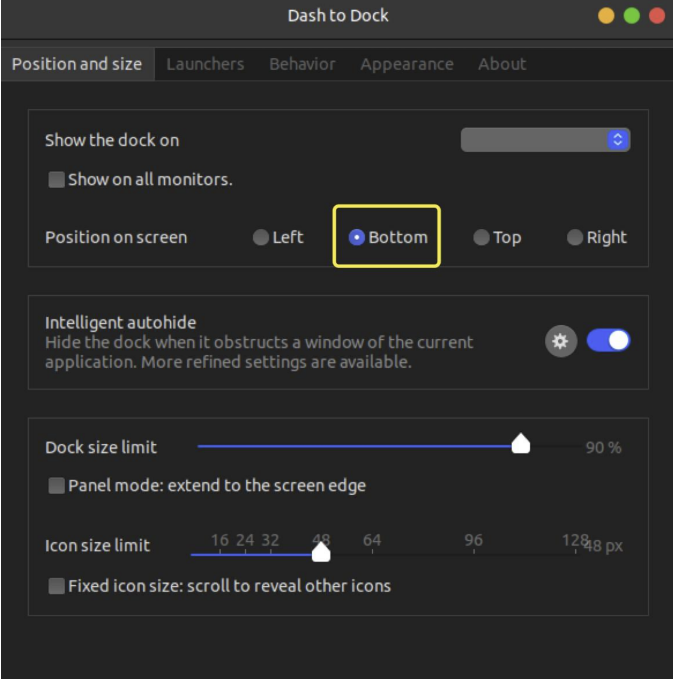 Dash to Dock
Position and size Launchers Behavior Appearance About
Show the dock on
Show on all monitors.
Position on screen Left Bottom Top Right
Intelligent autohide
Hide the dock when it obstructs a window of the current
application. More refined settings are available.
Dock size limit 90 %
Panel mode: extend to the screen edge
Icon size limit 16 24 32 48 64 96 128 48 px
Fixed icon size: scroll to reveal other icons